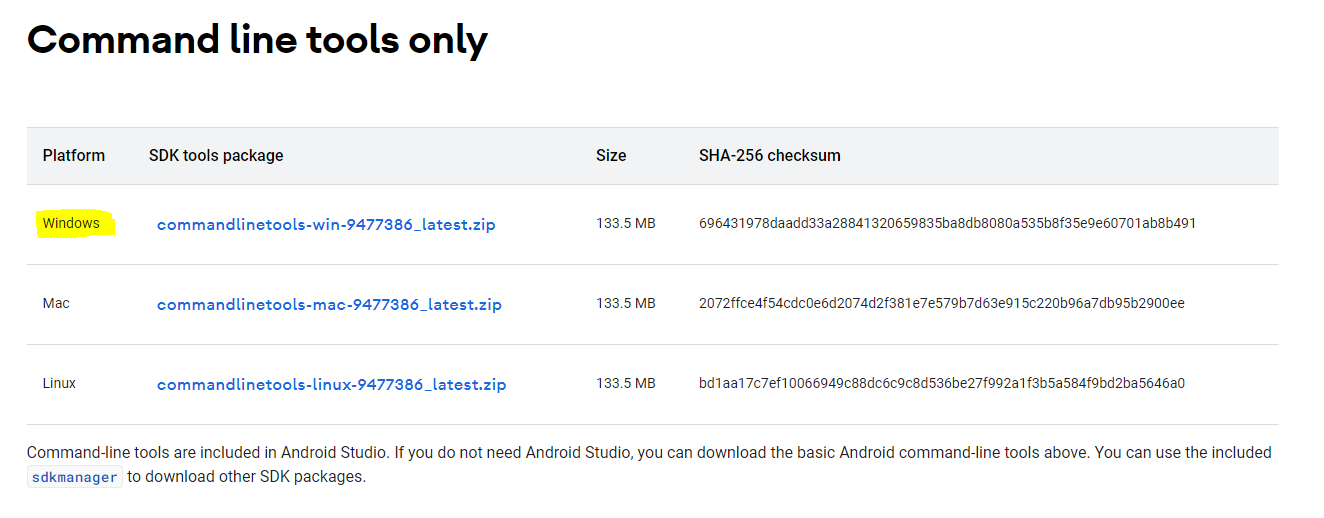 Command line tools only
Platform SDK tools package Size SHA-256 checksum
Windows commandlinetools-win-9477386_latest.zip 133.5 MB 696431978daadd33a28841320659835ba8db8080a535b8f35e9e60701ab8b491
Mac commandlinetools-mac-9477386_latest.zip 133.5 MB 2072ffce4f54cdc0e6d2074d2f381e7e579b7d63e915c220b96a7db95b2900ee
Linux commandlinetools-linux-9477386_latest.zip 133.5 MB bd1aa17c7ef10066949c88dc6c9c8d536be27f992a1f3b5a584f9bd2ba5646a0
Command-line tools are included in Android Studio. If you do not need Android Studio, you can download the basic Android command-line tools above. You can use the included
sdkmanager to download other SDK packages.